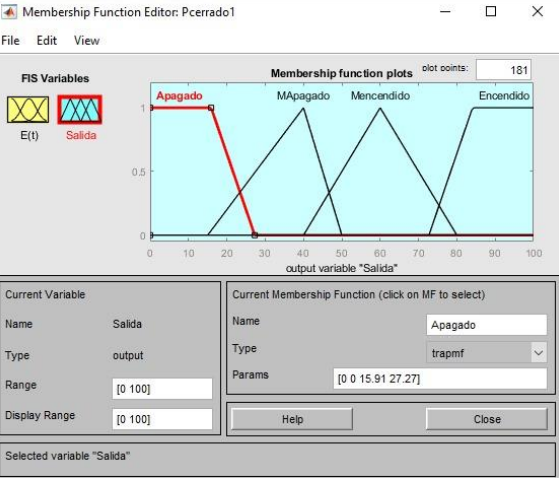 Membership Function Editor: Pcerrado1
File Edit View
FIS Variables
E(t)
Salida
Membership function plots
plot points:
181
Apagado MApagado Mencendido Encendido
1
0.5
0
0 10 20 30 40 50 60 70 80 90 100
output variable "Salida"
Current Variable
Name Salida
Type output
Range [0 100]
Display Range [0 100]
Current Membership Function (click on MF to select)
Name Apagado
Type trapmf
Params [0 0 15.91 27.27]
Help Close
Selected variable "Salida"